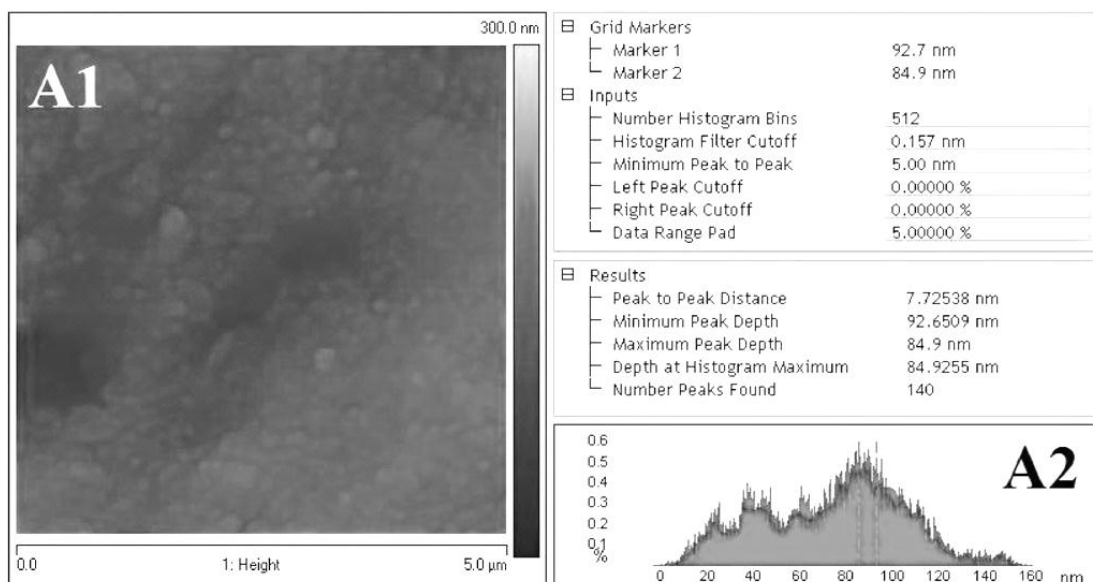 300.0 nm
A1
0.0 1: Height 5.0 µm
Grid Markers
Marker 1 92.7 nm
Marker 2 84.9 nm
Inputs
Number Histogram Bins 512
Histogram Filter Cutoff 0.157 nm
Minimum Peak to Peak 5.00 nm
Left Peak Cutoff 0.00000 %
Right Peak Cutoff 0.00000 %
Data Range Pad 5.00000 %
Results
Peak to Peak Distance 7.72538 nm
Minimum Peak Depth 92.6509 nm
Maximum Peak Depth 84.9 nm
Depth at Histogram Maximum 84.9255 nm
Number Peaks Found 140
A2
0.6
0.5
0.4
0.3
0.2
0.1
%
0 20 40 60 80 100 120 140 160 nm